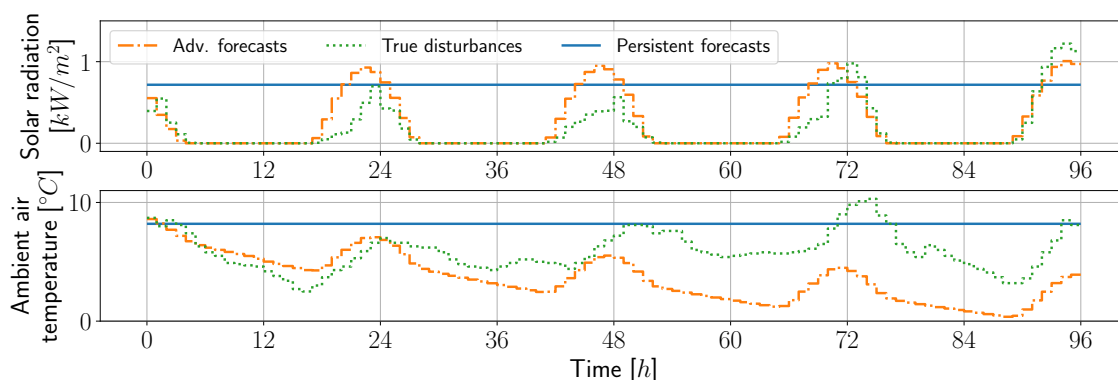 Solar radiation
[kW/m²]
Adv. forecasts True disturbances Persistent forecasts
1
0
0 12 24 36 48 60 72 84 96
Ambient air
temperature [°C]
10
0
0 12 24 36 48 60 72 84 96
Time [h]